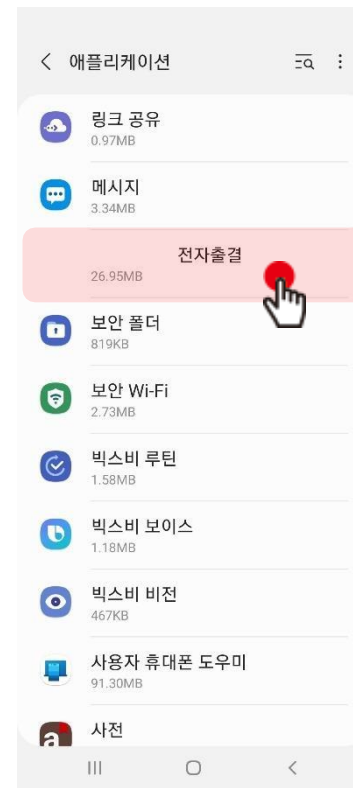 애플리케이션
링크 공유
0.97MB
메시지
3.34MB
전자출결
26.95MB
보안 폴더
819KB
보안 Wi-Fi
2.73MB
빅스비 루틴
1.58MB
빅스비 보이스
1.18MB
빅스비 비전
467KB
사용자 휴대폰 도우미
91.30MB
사전
a